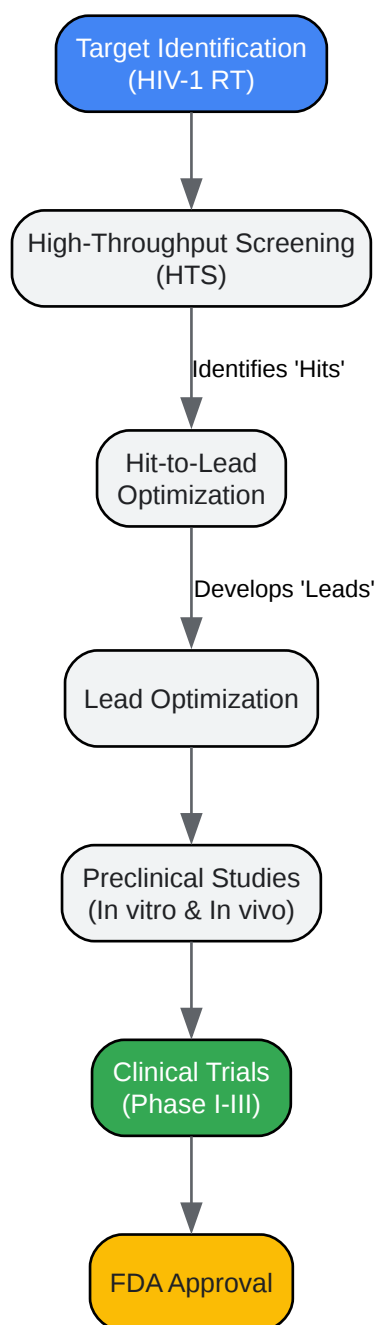 Target Identification
(HIV-1 RT)
High-Throughput Screening
(HTS)
Identifies 'Hits'
Hit-to-Lead
Optimization
Develops 'Leads'
Lead Optimization
Preclinical Studies
(In vitro & In vivo)
Clinical Trials
(Phase I-III)
FDA Approval